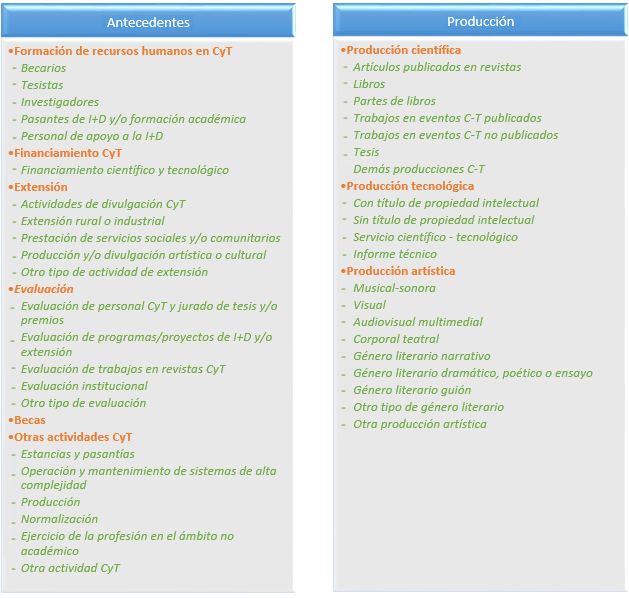 Antecedentes
•Formación de recursos humanos en CyT
- Becarios
- Tesistas
- Investigadores
- Pasantes de I+D y/o formación académica
- Personal de apoyo a la I+D
•Financiamiento CyT
- Financiamiento científico y tecnológico
•Extensión
- Actividades de divulgación CyT
- Extensión rural o industrial
- Prestación de servicios sociales y/o comunitarios
- Producción y/o divulgación artística o cultural
- Otro tipo de actividad de extensión
•Evaluación
- Evaluación de personal CyT y jurado de tesis y/o
premios
- Evaluación de programas/proyectos de I+D y/o
extensión
- Evaluación de trabajos en revistas CyT
- Evaluación institucional
- Otro tipo de evaluación
•Becas
•Otras actividades CyT
- Estancias y pasantías
- Operación y mantenimiento de sistemas de alta
complejidad
- Producción
- Normalización
- Ejercicio de la profesión en el ámbito no
académico
- Otra actividad CyT
Producción
•Producción científica
- Artículos publicados en revistas
- Libros
- Partes de libros
- Trabajos en eventos C-T publicados
- Trabajos en eventos C-T no publicados
- Tesis
Demás producciones C-T
•Producción tecnológica
- Con título de propiedad intelectual
- Sin título de propiedad intelectual
- Servicio científico - tecnológico
- Informe técnico
•Producción artística
- Musical-sonora
- Visual
- Audiovisual multimedial
- Corporal teatral
- Género literario narrativo
- Género literario dramático, poético o ensayo
- Género literario guión
- Otro tipo de género literario
- Otra producción artística